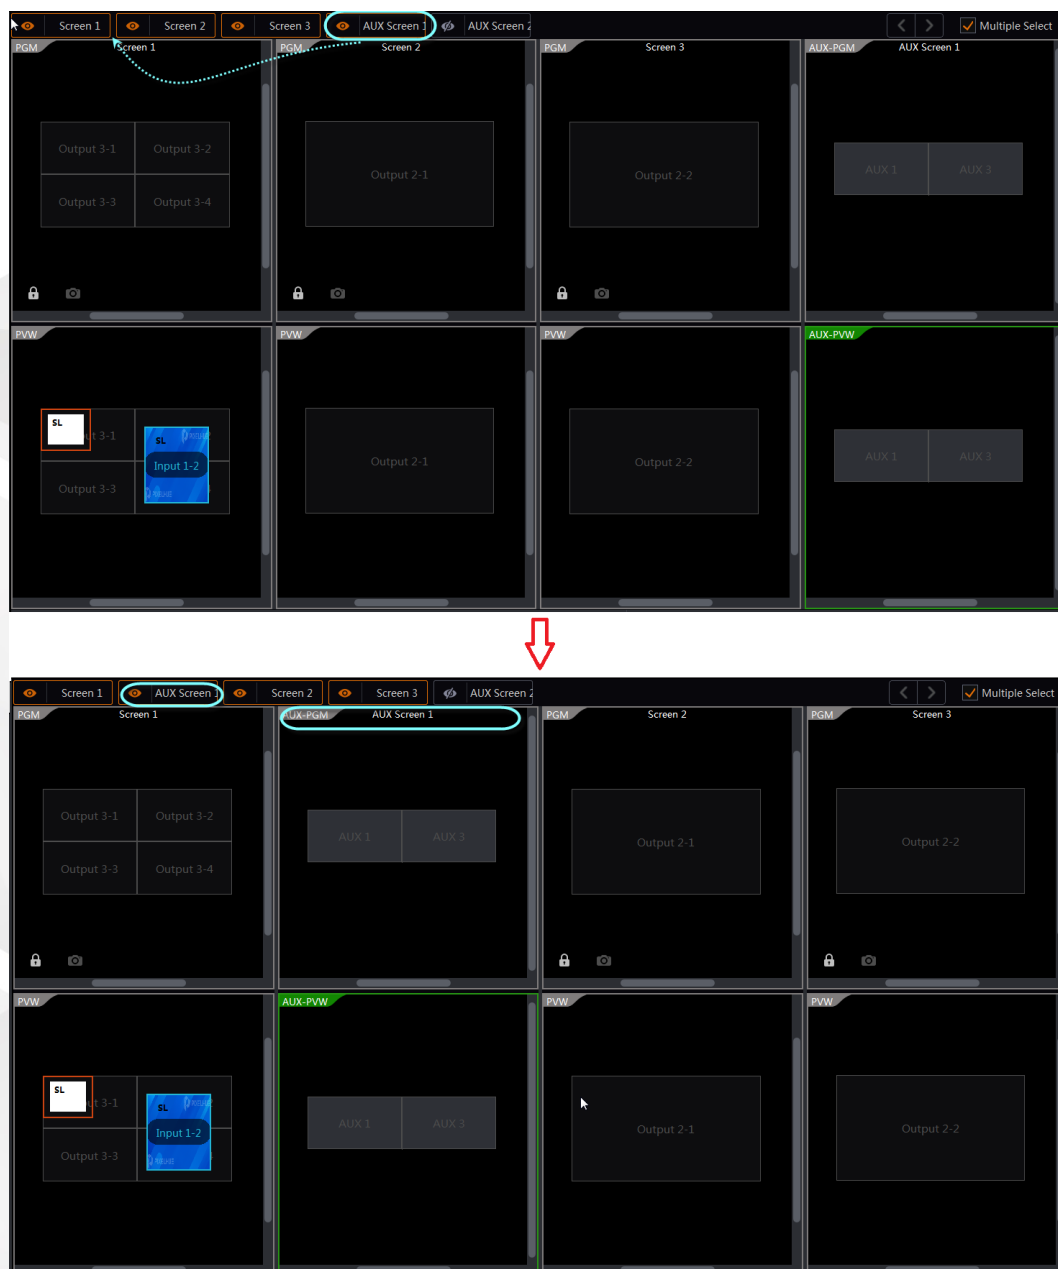 Screen 1 Screen 2 Screen 3 AUX Screen 1 AUX Screen 2 Multiple Select
PGM Screen 1 PGM Screen 2 PGM Screen 3 AUX-PGM AUX Screen 1
Output 3-1 Output 3-2
Output 2-1 Output 2-2 AUX 1 AUX 3
Output 3-3 Output 3-4
PVW PVW PVW AUX-PVW
SL
t 3-1 SL
Input 1-2 Output 2-1 Output 2-2 AUX 1 AUX 3
Output 3-3
Screen 1 AUX Screen 1 Screen 2 Screen 3 AUX Screen 2 Multiple Select
PGM Screen 1 AUX-PGM AUX Screen 1 PGM Screen 2 PGM Screen 3
Output 3-1 Output 3-2
AUX 1 AUX 3 Output 2-1 Output 2-2
Output 3-3 Output 3-4
PVW AUX-PVW PVW PVW
SL
ut 3-1 SL
Input 1-2 AUX 1 AUX 3 Output 2-1 Output 2-2
Output 3-3